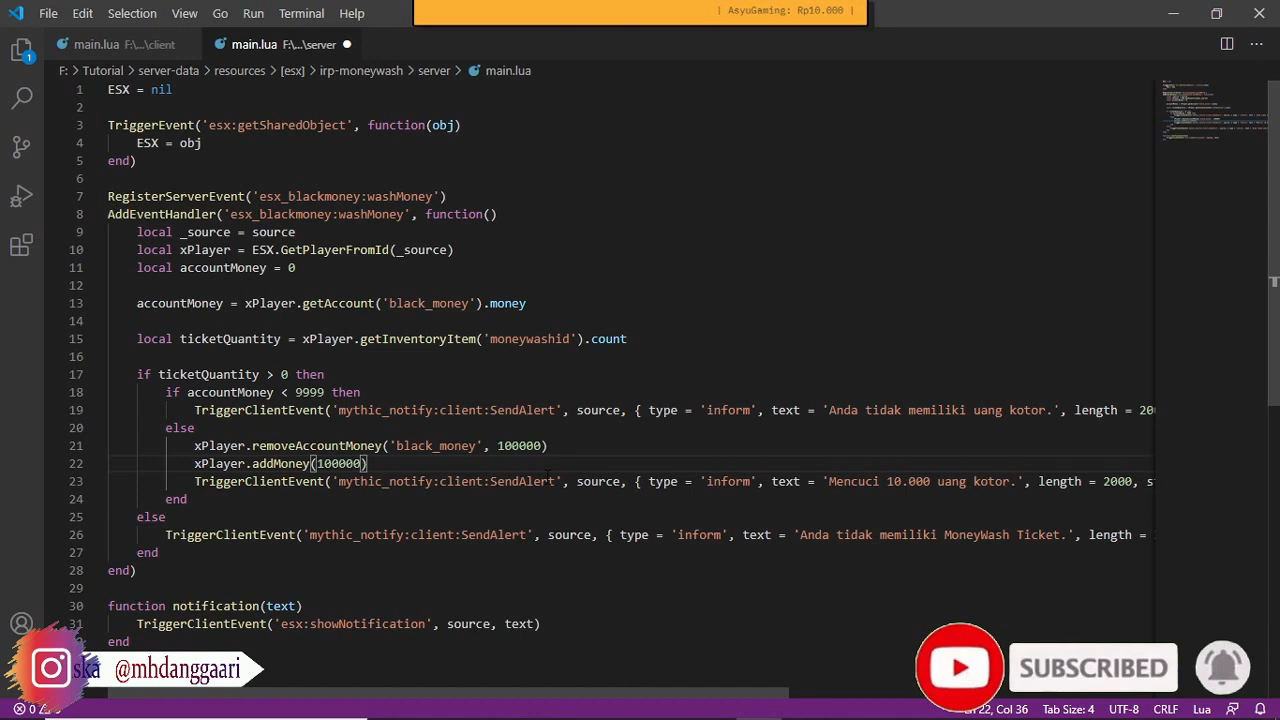 File Edit Selection View Go Run Terminal Help
| AsyuGaming: Rp10.000 |
main.lua F:\...\client
main.lua F:\...\server
F: > Tutorial > server-data > resources > [esx] > irp-moneywash > server > main.lua
1 ESX = nil
2
3 TriggerEvent('esx:getSharedObject', function(obj)
4 ESX = obj
5 end)
6
7 RegisterServerEvent('esx_blackmoney:washMoney')
8 AddEventHandler('esx_blackmoney:washMoney', function()
9 local _source = source
10 local xPlayer = ESX.GetPlayerFromId(_source)
11 local accountMoney = 0
12
13 accountMoney = xPlayer.getAccount('black_money').money
14
15 local ticketQuantity = xPlayer.getInventoryItem('moneywashid').count
16
17 if ticketQuantity > 0 then
18 if accountMoney < 9999 then
19 TriggerClientEvent('mythic_notify:client:SendAlert', source, { type = 'inform', text = 'Anda tidak memiliki uang kotor.', length = 200
20 else
21 xPlayer.removeAccountMoney('black_money', 100000)
22 xPlayer.addMoney(100000)
23 TriggerClientEvent('mythic_notify:client:SendAlert', source, { type = 'inform', text = 'Mencuci 10.000 uang kotor.', length = 2000, s
24 end
25 else
26 TriggerClientEvent('mythic_notify:client:SendAlert', source, { type = 'inform', text = 'Anda tidak memiliki MoneyWash Ticket.', length =
27 end
28 end)
29
30 function notification(text)
31 TriggerClientEvent('esx:showNotification', source, text)
end
ska @mhdanggaari
SUBSCRIBED
0 Ln 22, Col 36 Tab Size: 4 UTF-8 CRLF Lua